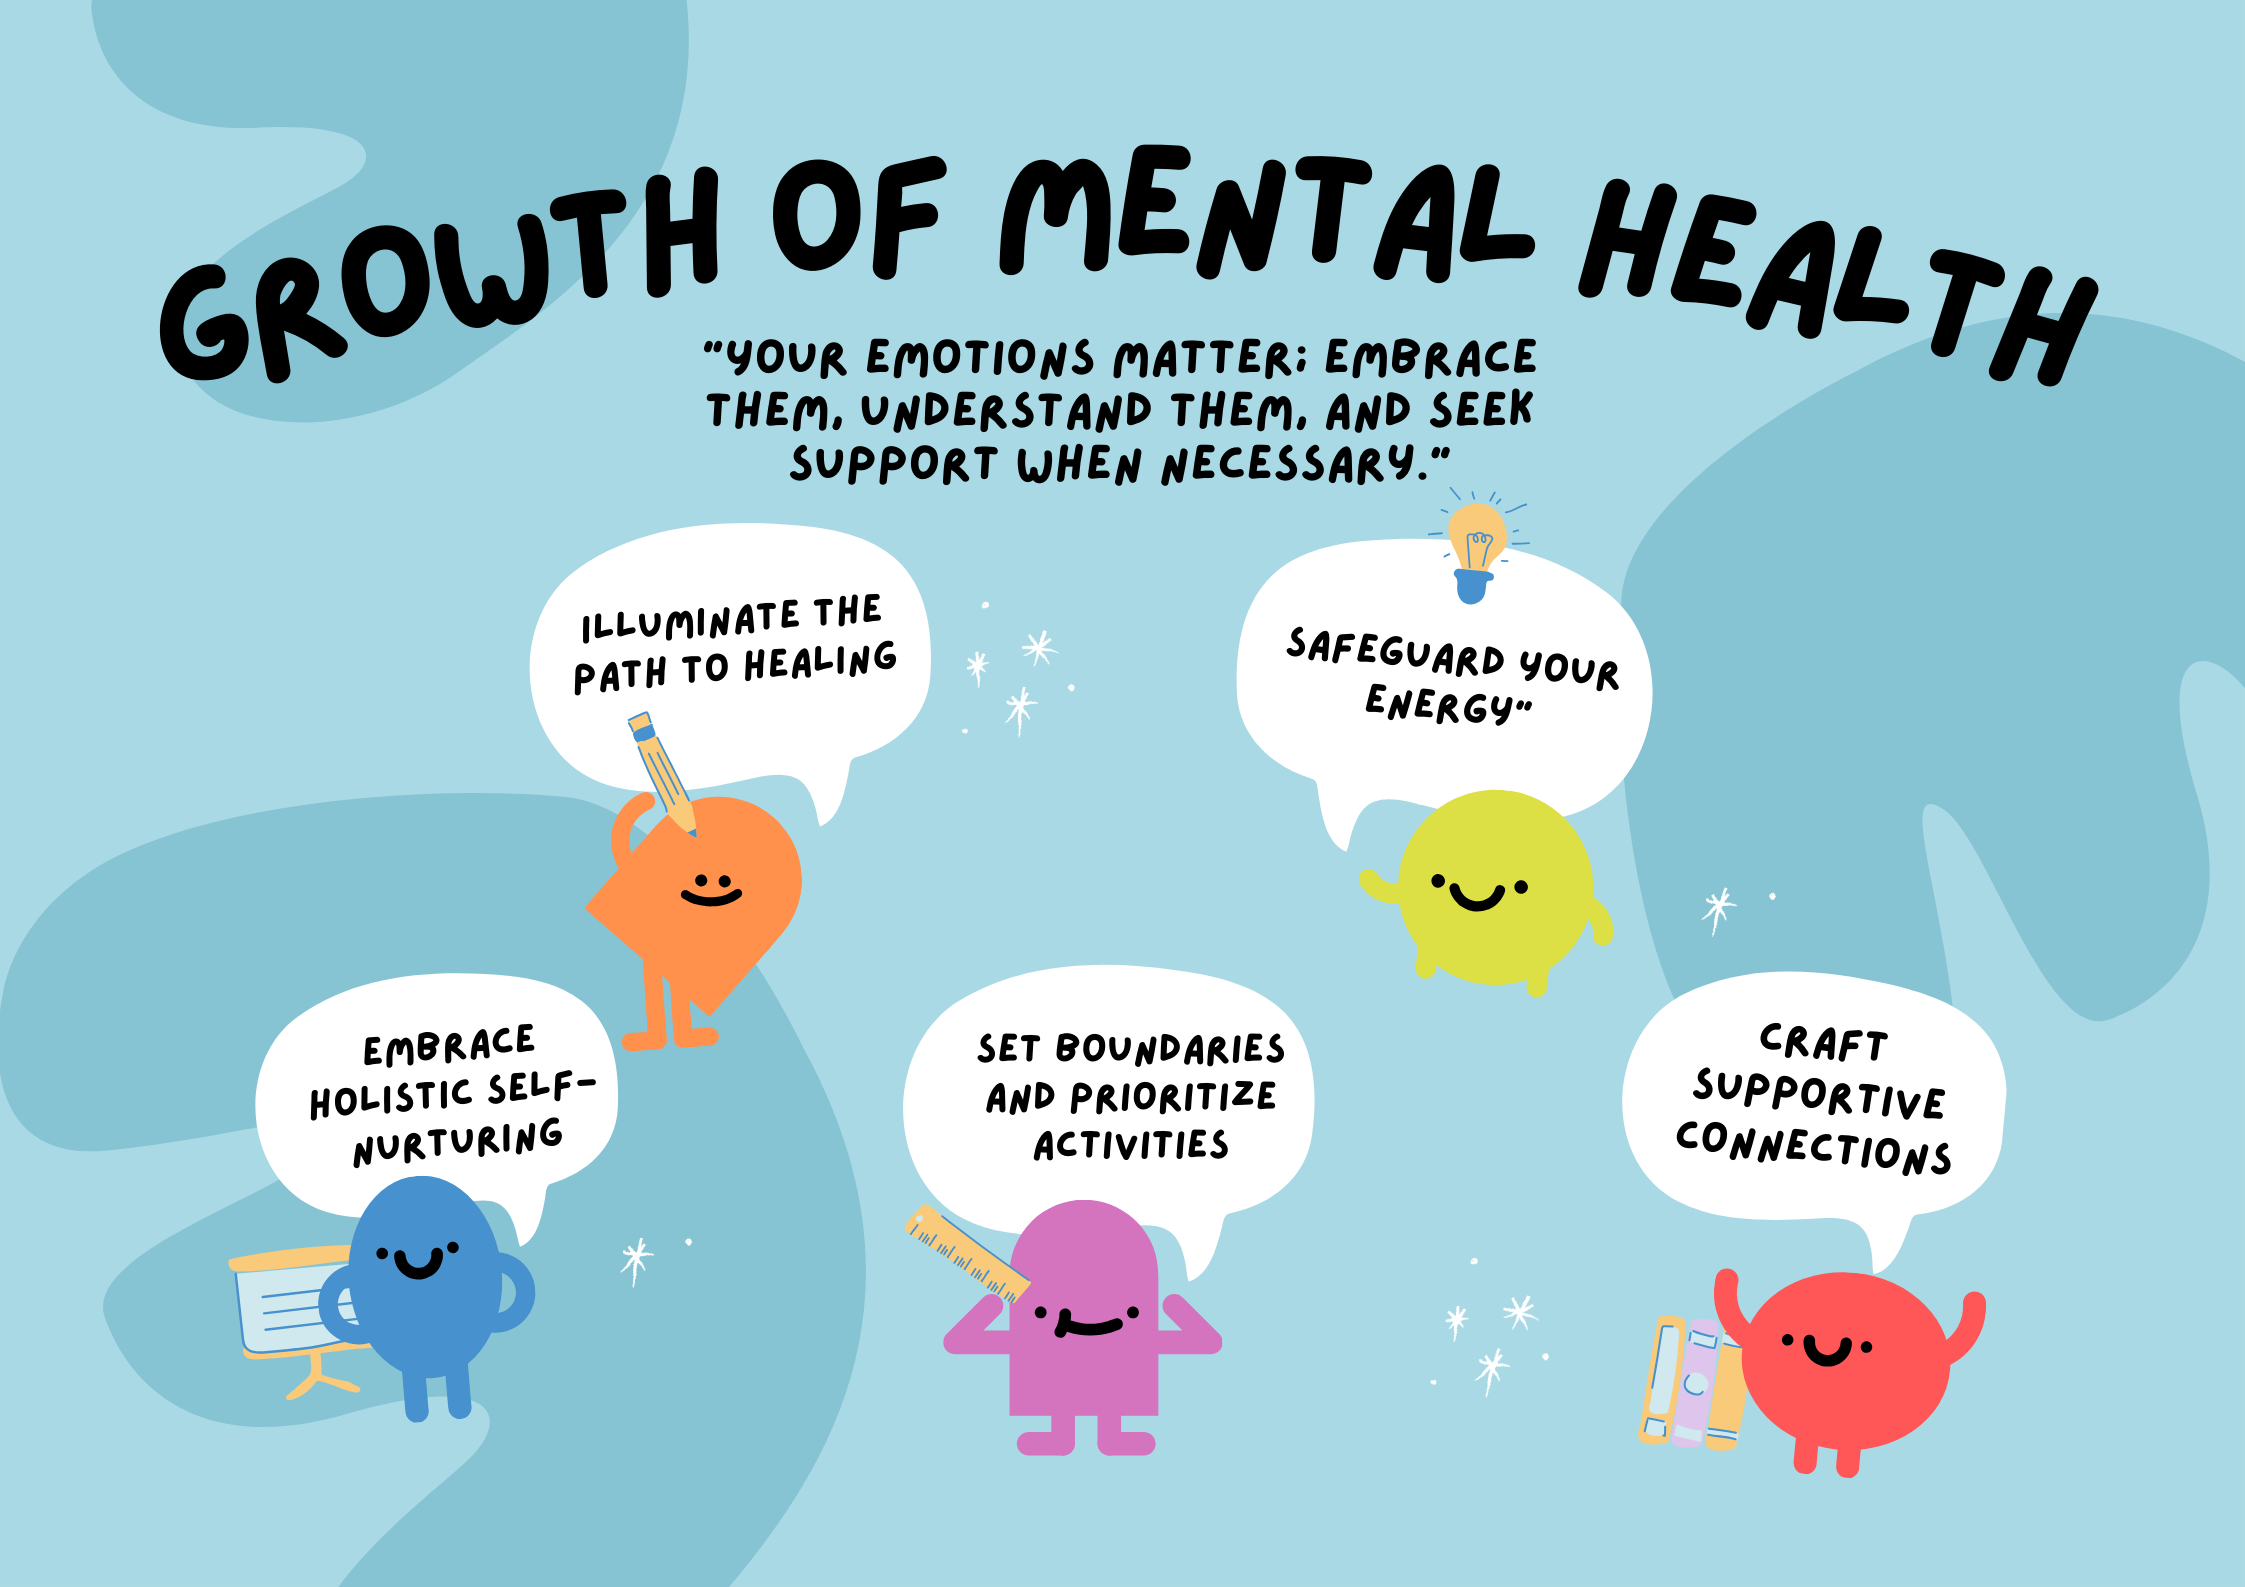 GROWTH OF MENTAL HEALTH
"YOUR EMOTIONS MATTER; EMBRACE
THEM, UNDERSTAND THEM, AND SEEK
SUPPORT WHEN NECESSARY."
ILLUMINATE THE
PATH TO HEALING
SAFEGUARD YOUR
ENERGY"
EMBRACE
HOLISTIC SELF-
NURTURING
SET BOUNDARIES
AND PRIORITIZE
ACTIVITIES
CRAFT
SUPPORTIVE
CONNECTIONS